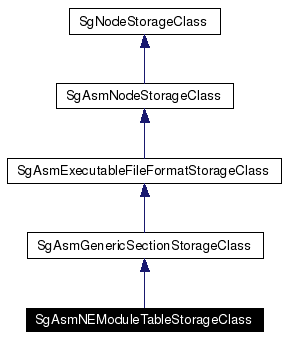 SgNodeStorageClass
SgAsmNodeStorageClass
SgAsmExecutableFileFormatStorageClass
SgAsmGenericSectionStorageClass
SgAsmNEModuleTableStorageClass